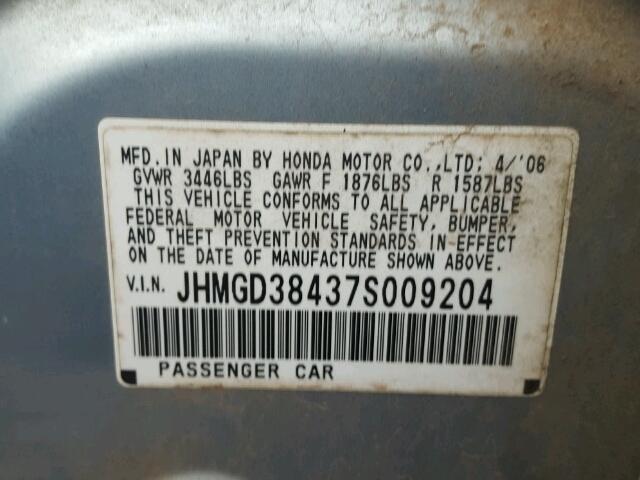 MFD. IN JAPAN BY HONDA MOTOR CO.,LTD: 4/'06
GVWR 3446LBS GAWR F 1876LBS R 1587LBS
THIS VEHICLE CONFORMS TO ALL APPLICABLE
FEDERAL MOTOR VEHICLE SAFETY, BUMPER,
AND THEFT PREVENTION STANDARDS IN EFFECT
ON THE DATE OF MANUFACTURE SHOWN ABOVE.
V.I.N. JHMGD38437S009204
PASSENGER CAR